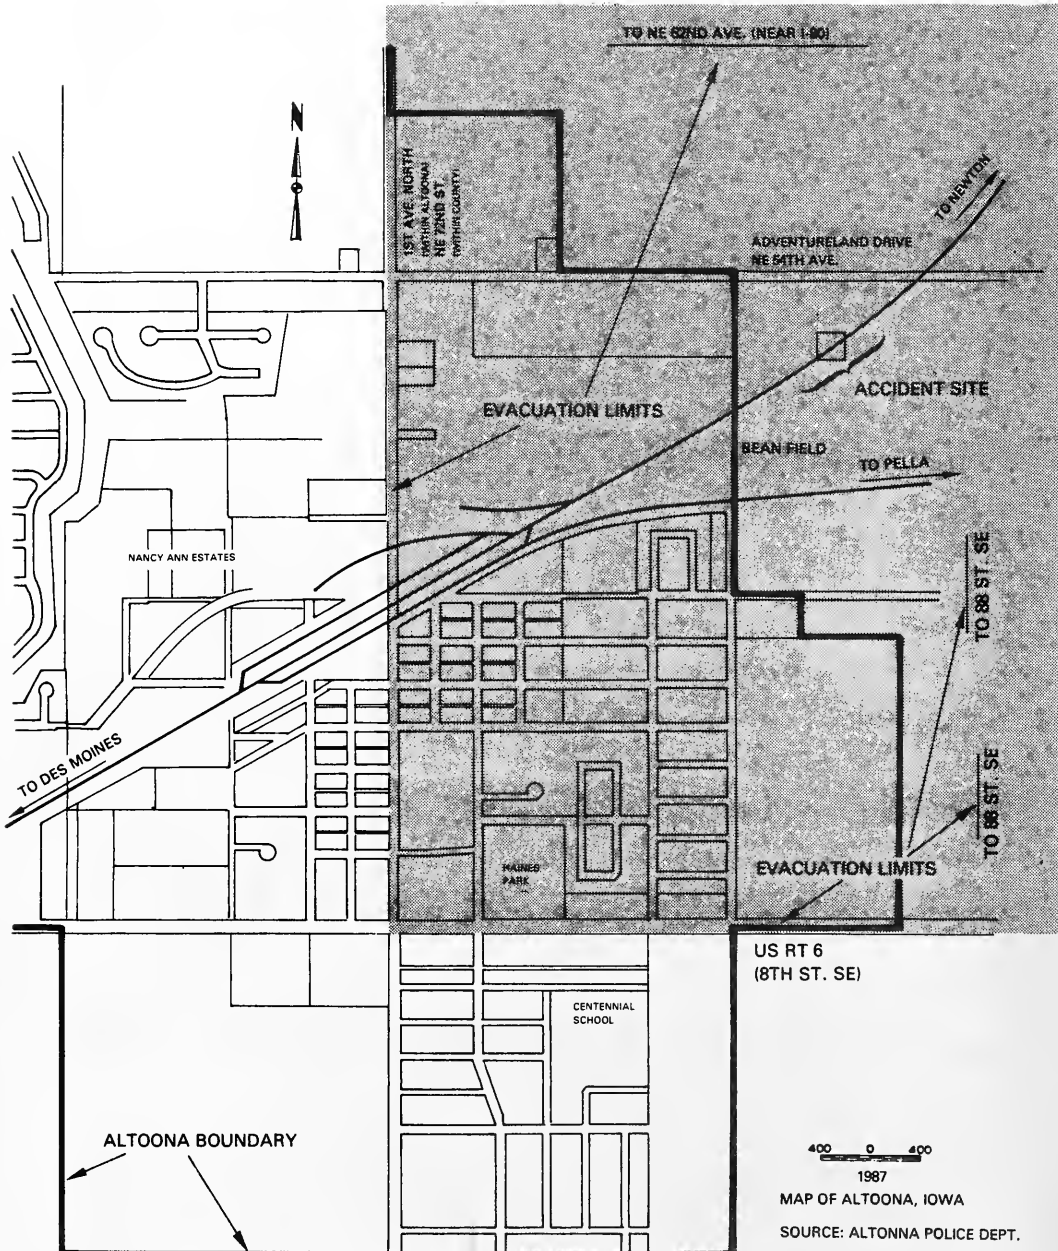 TO NE 62ND AVE. (NEAR I-80)
N
1ST AVE. NORTH
(WITHIN ALTOONA)
NE 72ND ST.
(WITHIN COUNTY)
TO NEWTON
ADVENTURELAND DRIVE
NE 54TH AVE.
ACCIDENT SITE
EVACUATION LIMITS
BEAN FIELD
TO PELLA
NANCY ANN ESTATES
TO 88 ST. SE
TO DES MOINES
TO 88 ST. SE
HAINES
PARK
EVACUATION LIMITS
US RT 6
(8TH ST. SE)
CENTENNIAL
SCHOOL
ALTOONA BOUNDARY
400 0 400
1987
MAP OF ALTOONA, IOWA
SOURCE: ALTONNA POLICE DEPT.